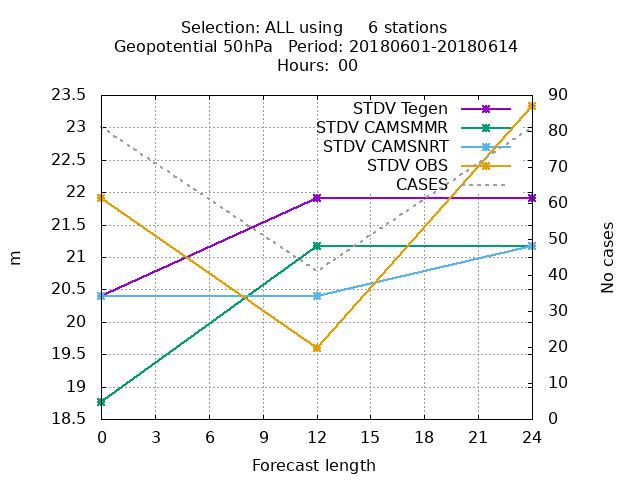 Selection: ALL using     6 stations
Geopotential 50hPa   Period: 20180601-20180614
Hours: 00
23.5
23
22.5
22
21.5
21
20.5
20
19.5
19
18.5
m
STDV Tegen
STDV CAMSMMR
STDV CAMSNRT
STDV OBS
CASES
90
80
70
60
50
40
30
20
10
0
No cases
0 3 6 9 12 15 18 21 24
Forecast length